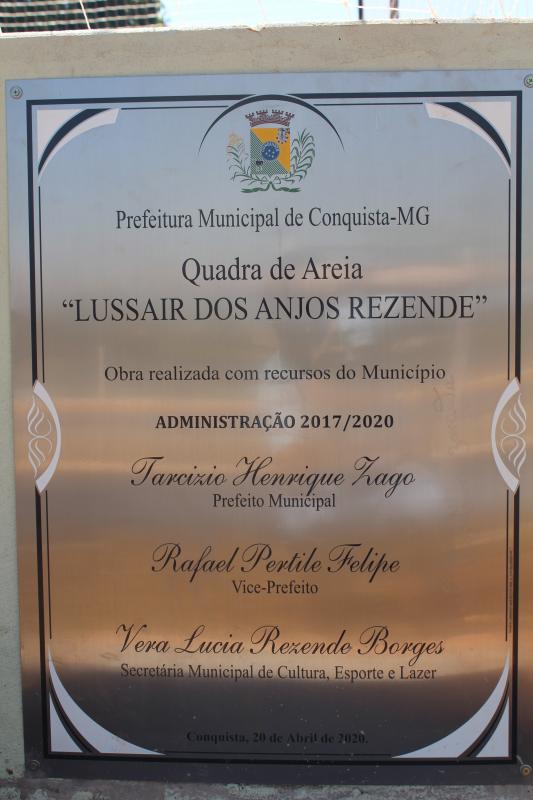 Prefeitura Municipal de Conquista-MG
Quadra de Areia
“LUSSAIR DOS ANJOS REZENDE”
Obra realizada com recursos do Município
ADMINISTRAÇÃO 2017/2020
Tarcizio Henrique Zago
Prefeito Municipal
Rafael Pertile Felipe
Vice-Prefeito
Vera Lucia Rezende Borges
Secretária Municipal de Cultura, Esporte e Lazer
Conquista, 20 de Abril de 2020.